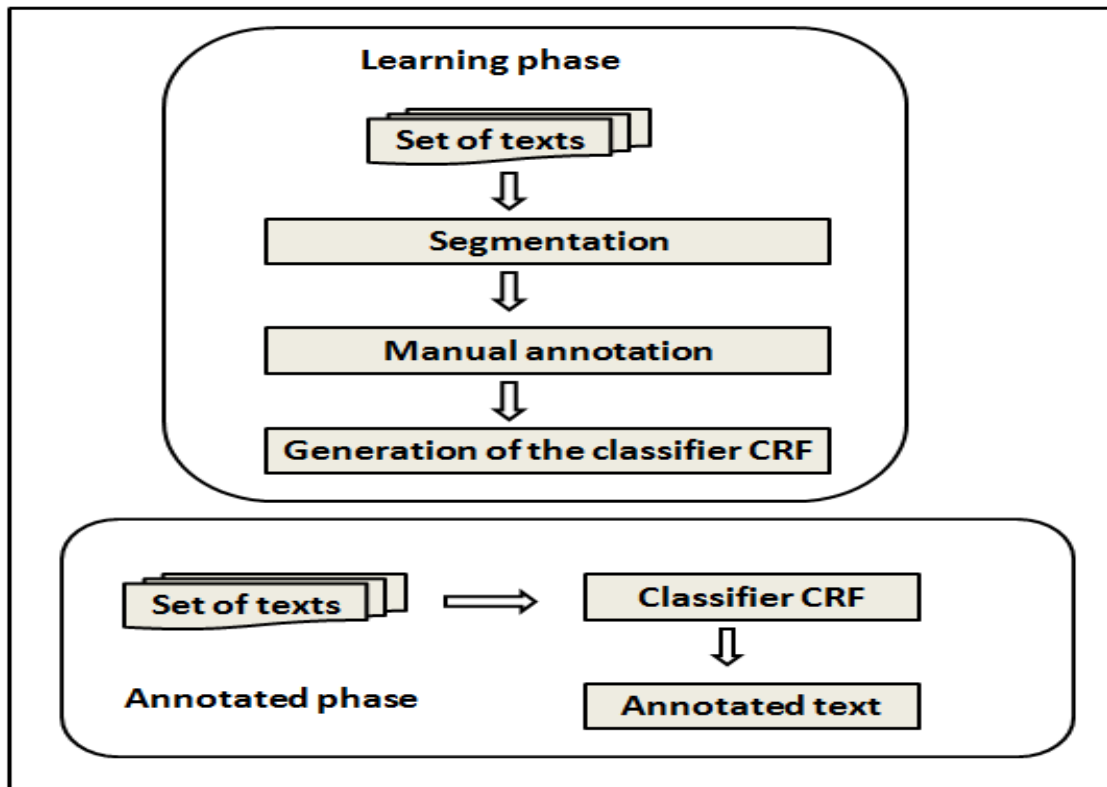 Learning phase
Set of texts
Segmentation
Manual annotation
Generation of the classifier CRF
Set of texts
Classifier CRF
Annotated phase
Annotated text